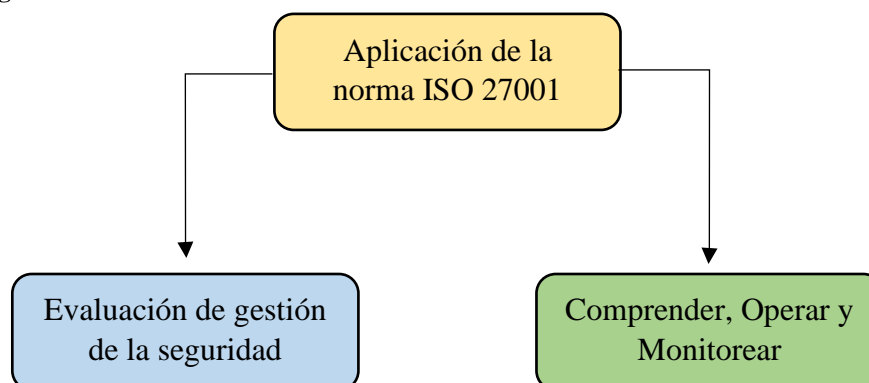 Aplicación de la
norma ISO 27001
Evaluación de gestión
de la seguridad
Comprender, Operar y
Monitorear